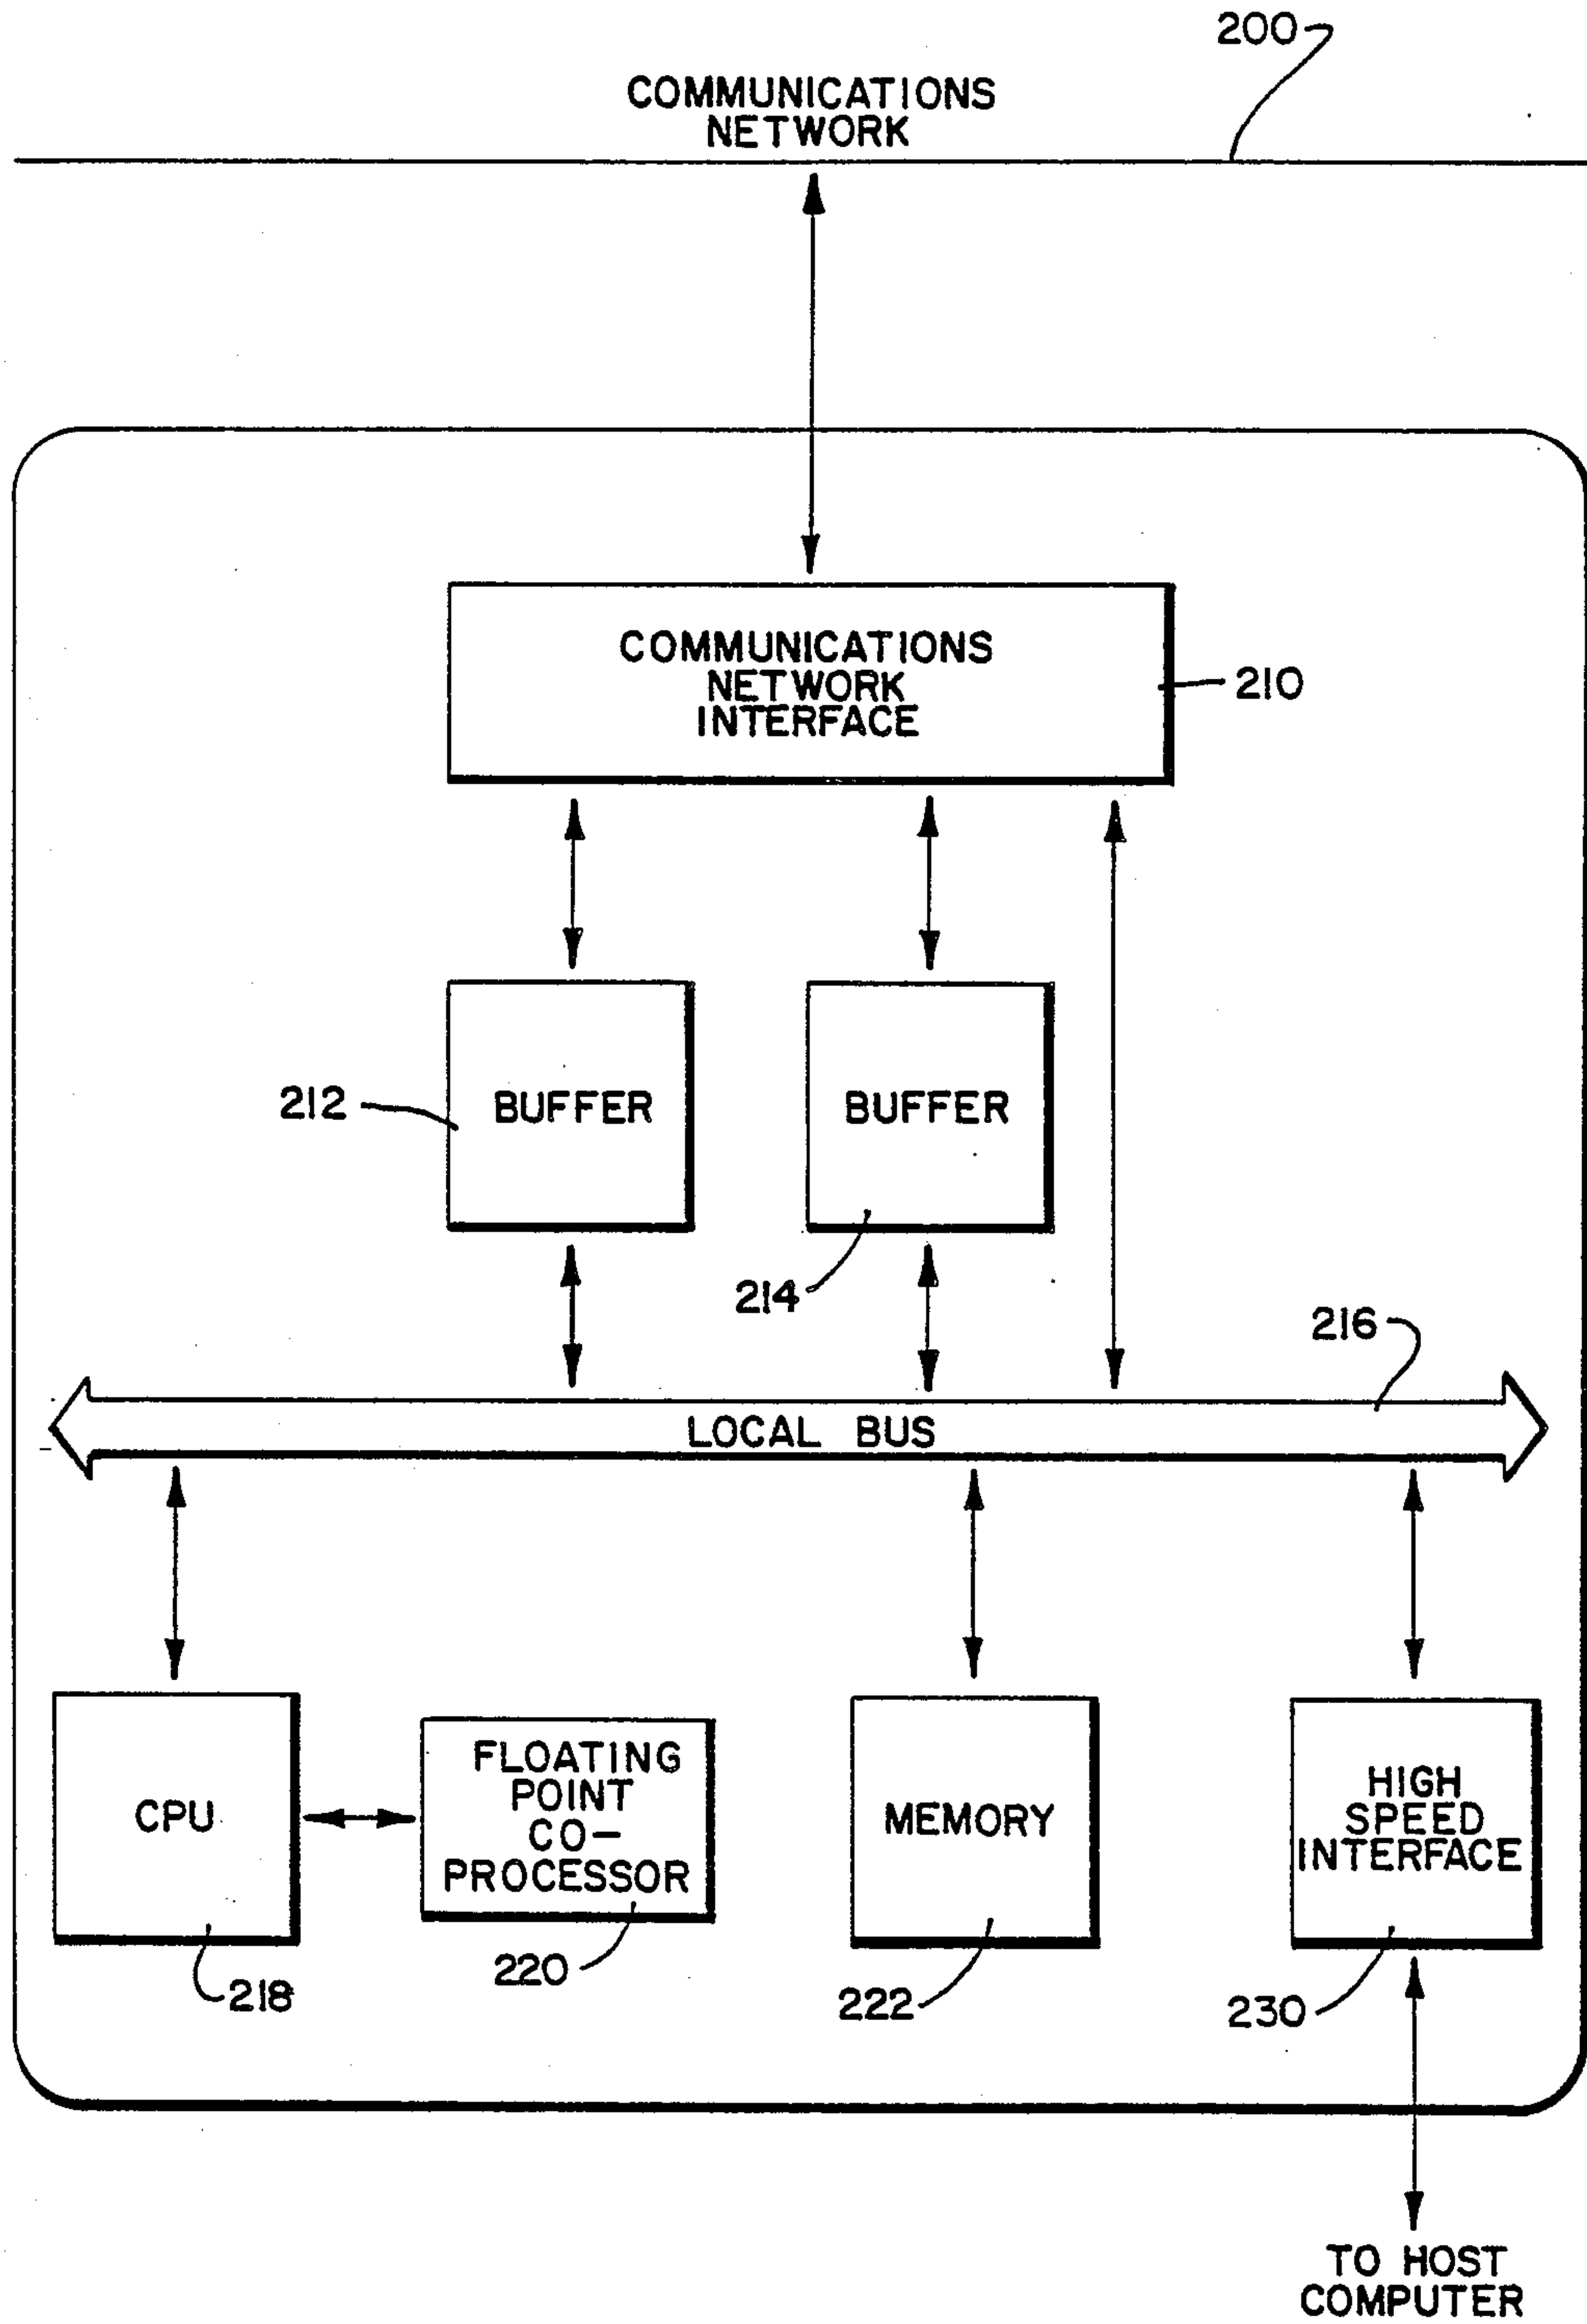 200
COMMUNICATIONS
NETWORK
COMMUNICATIONS
NETWORK
INTERFACE
210
212
BUFFER
BUFFER
214
216
LOCAL BUS
CPU
FLOATING
POINT
CO-
PROCESSOR
MEMORY
HIGH
SPEED
INTERFACE
218
220
222
230
TO HOST
COMPUTER